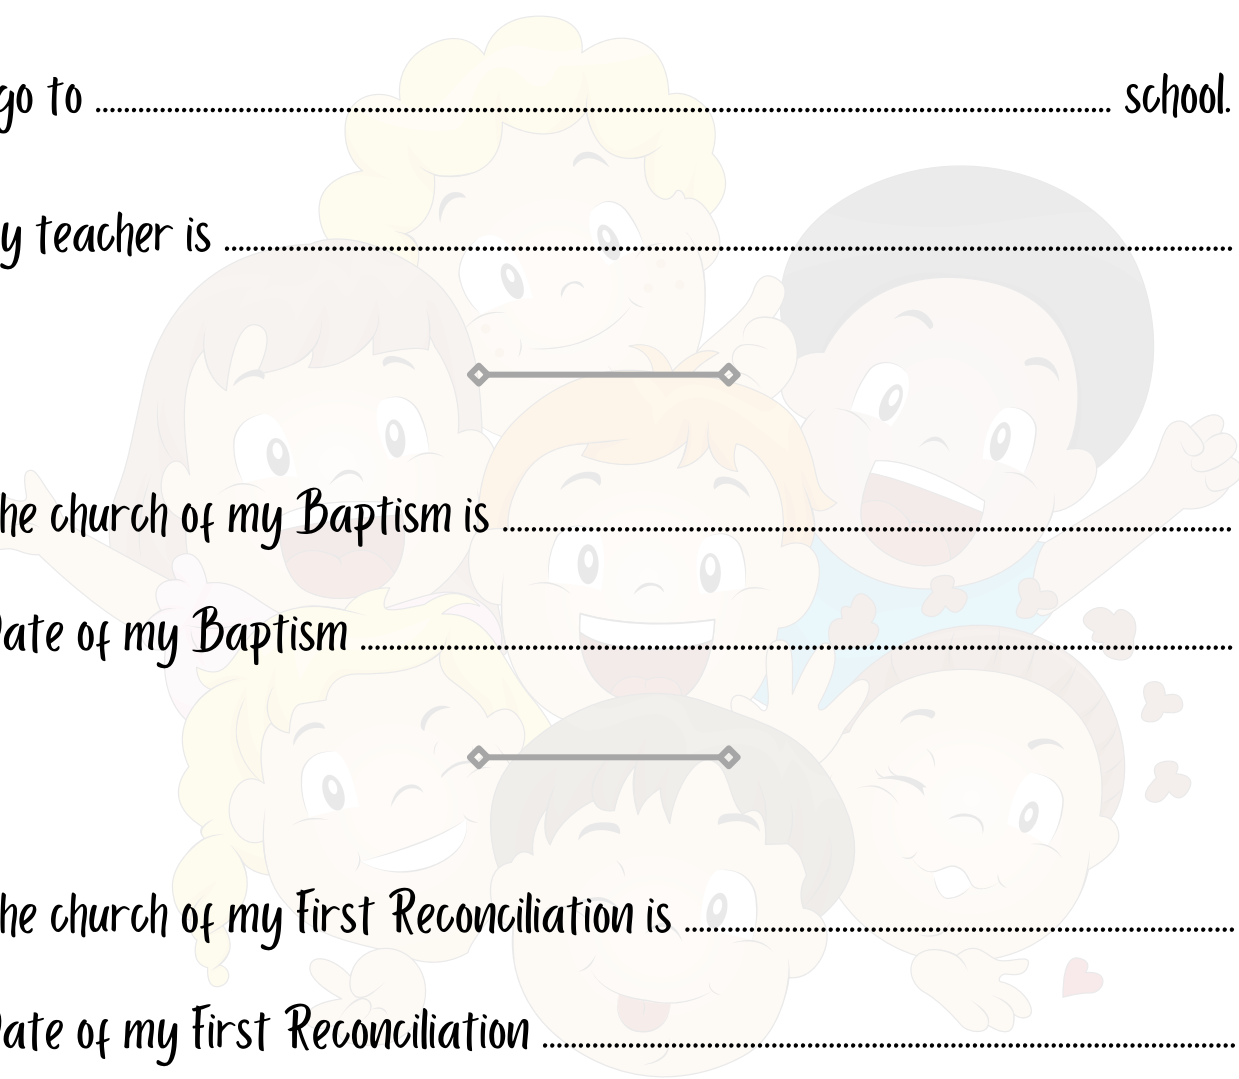 go to ........................ school.
y teacher is ........................
he church of my Baptism is ........................
ate of my Baptism ........................
he church of my First Reconciliation is ........................
ate of my First Reconciliation ........................